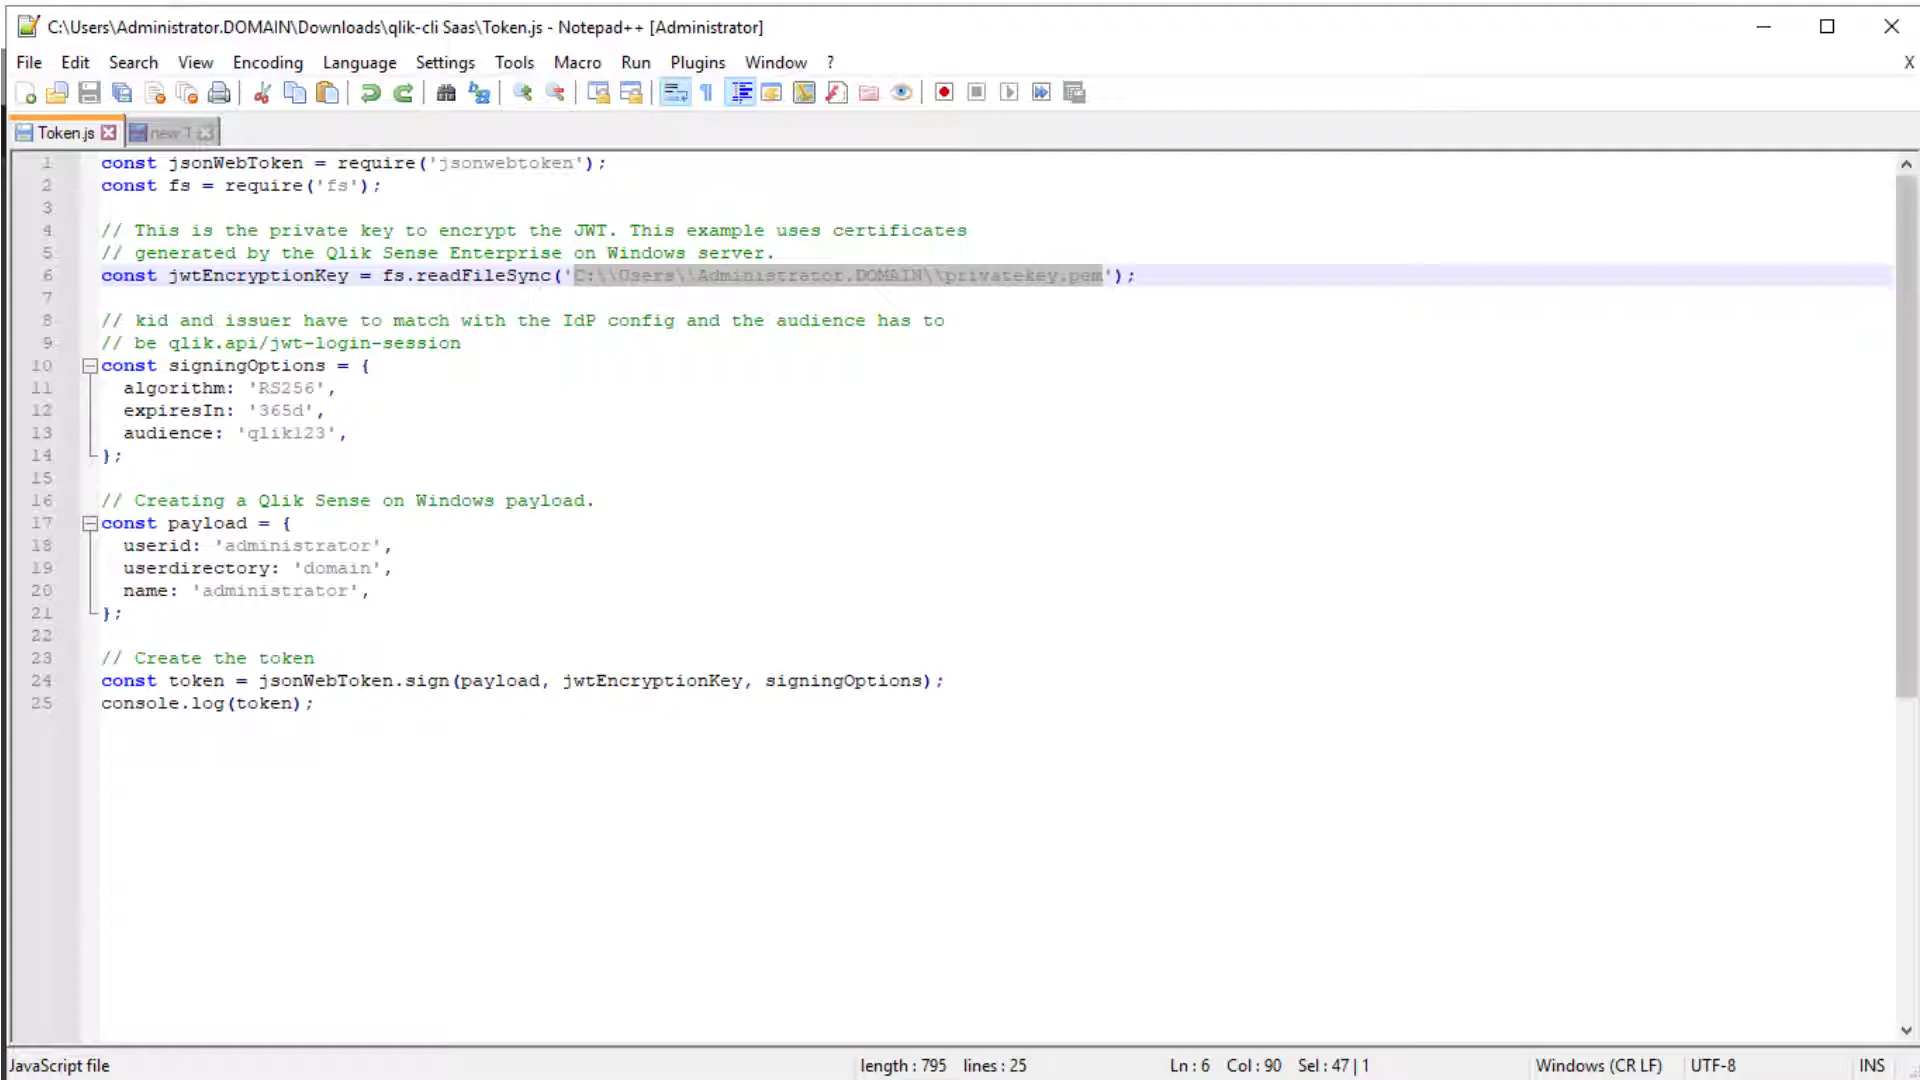 C:\Users\Administrator.DOMAIN\Downloads\qlik-cli Saas\Token.js - Notepad++ [Administrator]
File Edit Search View Encoding Language Settings Tools Macro Run Plugins Window ? X
Token.js new 1
1 const jsonWebToken = require('jsonwebtoken');
2 const fs = require('fs');
3
4 // This is the private key to encrypt the JWT. This example uses certificates
5 // generated by the Qlik Sense Enterprise on Windows server.
6 const jwtEncryptionKey = fs.readFileSync('C:\\Users\\Administrator.DOMAIN\\privatekey.pem');
7
8 // kid and issuer have to match with the IdP config and the audience has to
9 // be qlik.api/jwt-login-session
10 const signingOptions = {
11 algorithm: 'RS256',
12 expiresIn: '365d',
13 audience: 'qlik123',
14 };
15
16 // Creating a Qlik Sense on Windows payload.
17 const payload = {
18 userid: 'administrator',
19 userdirectory: 'domain',
20 name: 'administrator',
21 };
22
23 // Create the token
24 const token = jsonWebToken.sign(payload, jwtEncryptionKey, signingOptions);
25 console.log(token);
JavaScript file length : 795 lines : 25 Ln : 6 Col : 90 Sel : 47 | 1 Windows (CR LF) UTF-8 INS